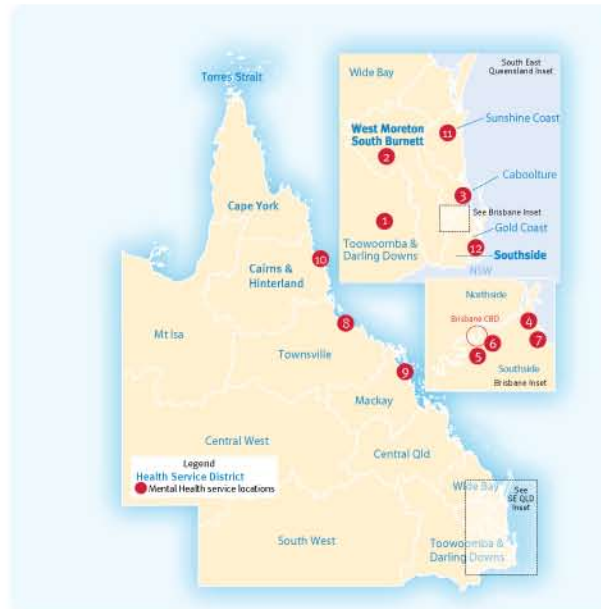 Torres Strait
Cape York
Cairns &
Hinterland
10
Mt Isa
8
Townsville
9
Mackay
Central West
Central Qld
Legend
Health Service District
Mental Health service locations
Wide Bay
See
SE QLD
Inset
South West
Toowoomba &
Darling Downs
South East
Queensland Inset
Wide Bay
West Moreton
South Burnett
2
11
Sunshine Coast
3
Caboolture
See Brisbane Inset
1
Gold Coast
Toowoomba &
Darling Downs
12
Southside
NSW
Northside
Brisbane CBD
4
6
7
5
Southside
Brisbane Inset